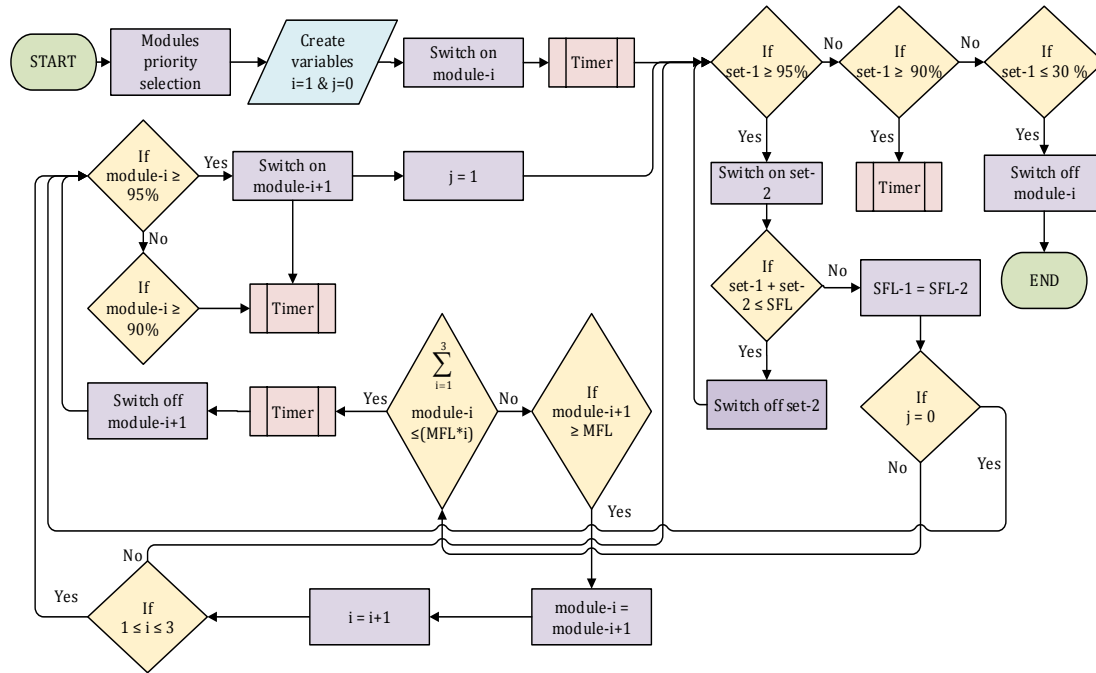 START
Modules
priority
selection
Create
variables
i=1 & j=0
Switch on
module-i
Timer
If
set-1 ≥ 95%
No
If
set-1 ≥ 90%
No
If
set-1 ≤ 30 %
Yes
Yes
Yes
Switch on set-
2
Timer
Switch off
module-i
END
If
module-i ≥
95%
Yes
Switch on
module-i+1
j = 1
No
If
module-i ≥
90%
Timer
If
set-1 + set-
2 ≤ SFL
No
SFL-1 = SFL-2
Yes
Switch off set-2
If
j = 0
No
Yes
Switch off
module-i+1
Timer
Yes
3
∑
i=1
module-i
≤(MFL*i)
No
If
module-i+1
≥ MFL
Yes
No
Yes
If
1 ≤ i ≤ 3
i = i+1
module-i =
module-i+1